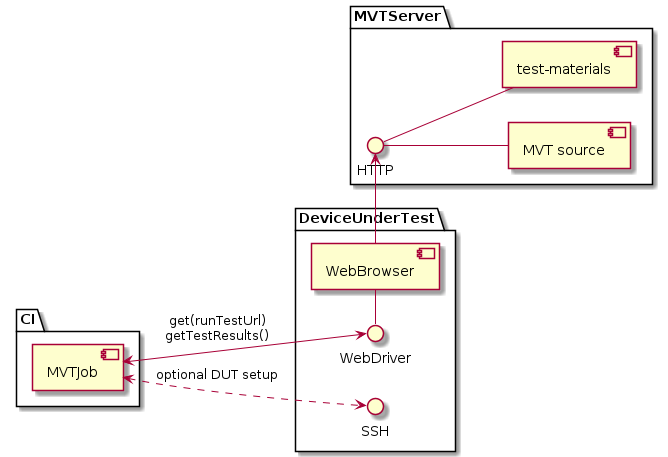 MVTServer
test-materials
MVT source
HTTP
DeviceUnderTest
WebBrowser
WebDriver
SSH
CI
MVTJob
get(runTestUrl)
getTestResults()
optional DUT setup